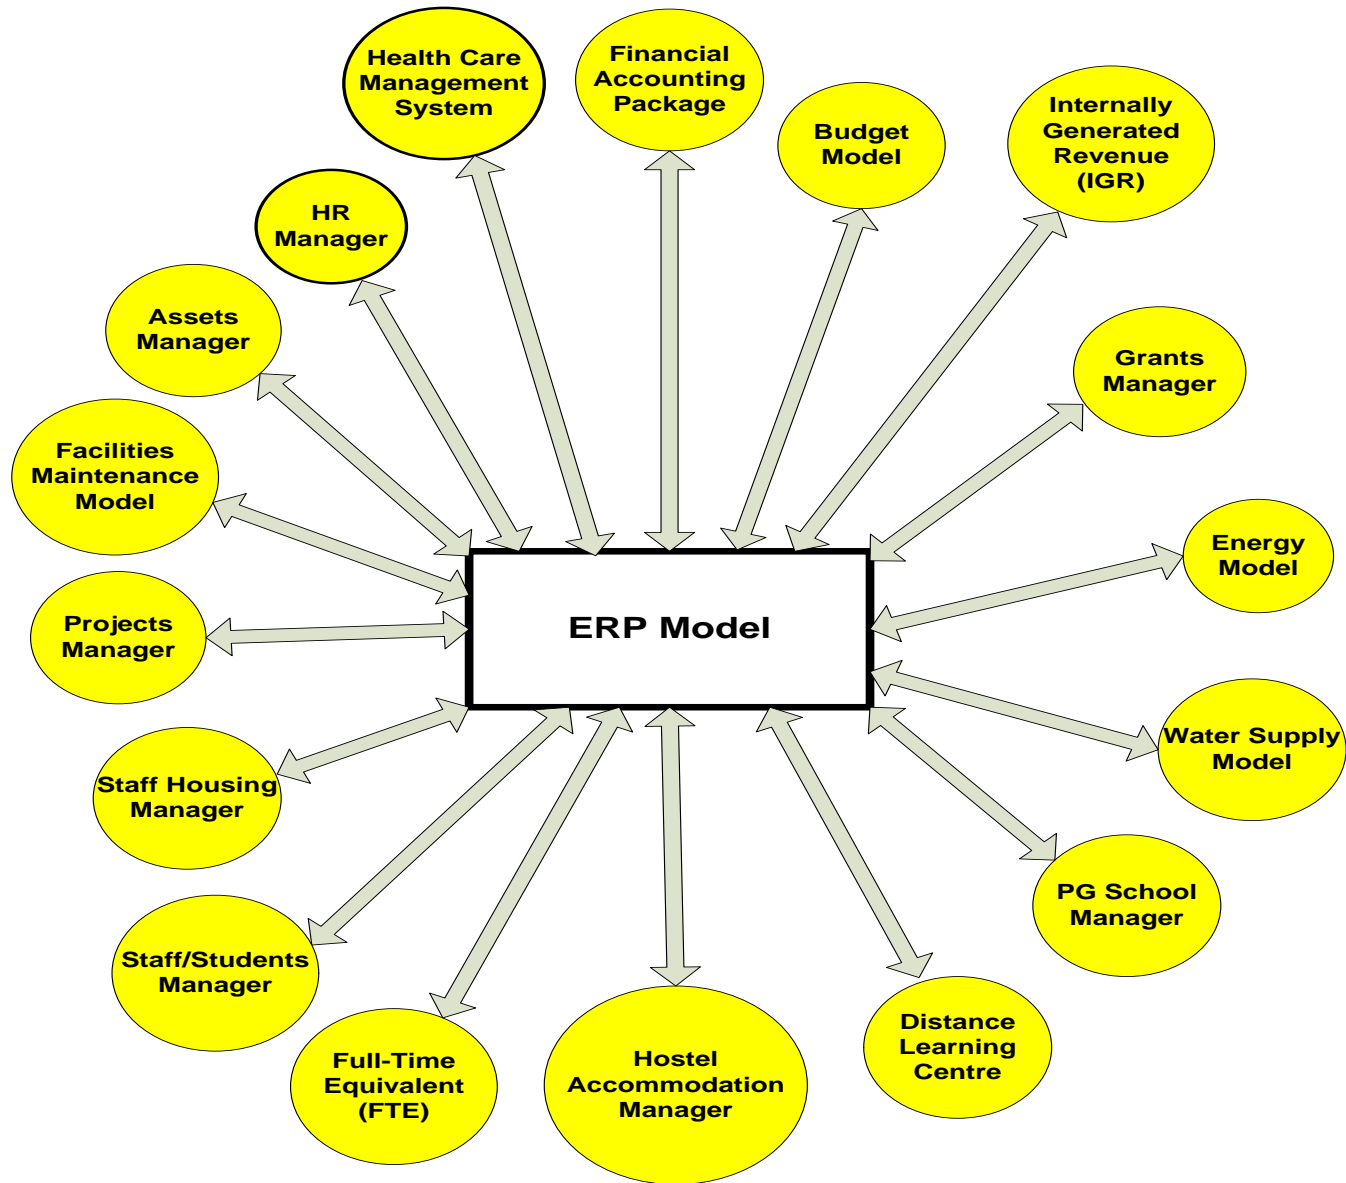 Health Care
Management
System
Financial
Accounting
Package
Budget
Model
Internally
Generated
Revenue
(IGR)
HR
Manager
Assets
Manager
Grants
Manager
Facilities
Maintenance
Model
Energy
Model
ERP Model
Projects
Manager
Water Supply
Model
Staff Housing
Manager
PG School
Manager
Staff/Students
Manager
Distance
Learning
Centre
Full-Time
Equivalent
(FTE)
Hostel
Accommodation
Manager